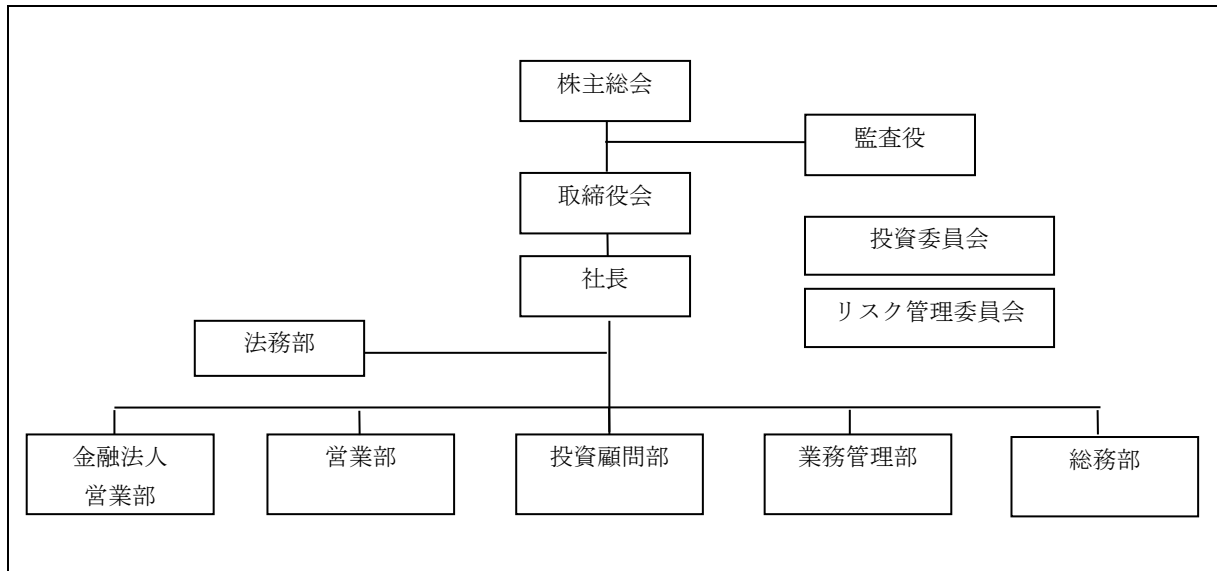 株主総会
監査役
取締役会
投資委員会
社長
リスク管理委員会
法務部
金融法人
営業部
営業部
投資顧問部
業務管理部
総務部